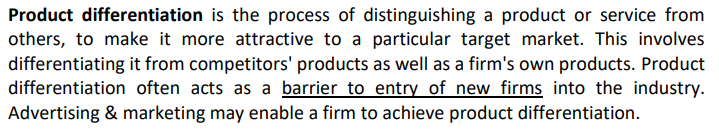 Product differentiation is the process of distinguishing a product or service from
others, to make it more attractive to a particular target market. This involves
differentiating it from competitors' products as well as a firm's own products. Product
differentiation often acts as a barrier to entry of new firms into the industry.
Advertising & marketing may enable a firm to achieve product differentiation.